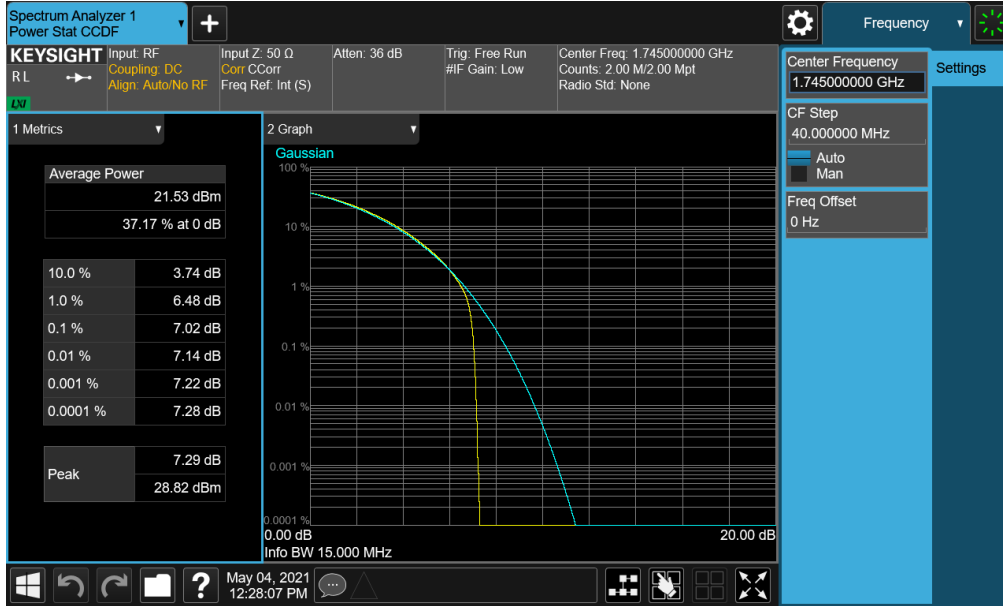 Spectrum Analyzer 1
Power Stat CCDF
Frequency
KEYSIGHT
R L
LXI
Input: RF
Coupling: DC
Align: Auto/No RF
Input Z: 50 Ω
Corr CCorr
Freq Ref: Int (S)
Atten: 36 dB
Trig: Free Run
#IF Gain: Low
Center Freq: 1.745000000 GHz
Counts: 2.00 M/2.00 Mpt
Radio Std: None
Center Frequency
1.745000000 GHz
Settings
CF Step
40.000000 MHz
Auto
Man
Freq Offset
0 Hz
1 Metrics
Average Power
21.53 dBm
37.17 % at 0 dB
10.0 % 3.74 dB
1.0 % 6.48 dB
0.1 % 7.02 dB
0.01 % 7.14 dB
0.001 % 7.22 dB
0.0001 % 7.28 dB
Peak
7.29 dB
28.82 dBm
2 Graph
Gaussian
100 %
10 %
1 %
0.1 %
0.01 %
0.001 %
0.0001 %
0.00 dB 20.00 dB
Info BW 15.000 MHz
?
May 04, 2021
12:28:07 PM